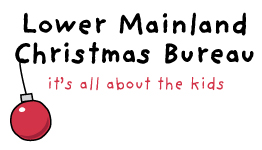 Lower Mainland
Christmas Bureau
it's all about the kids